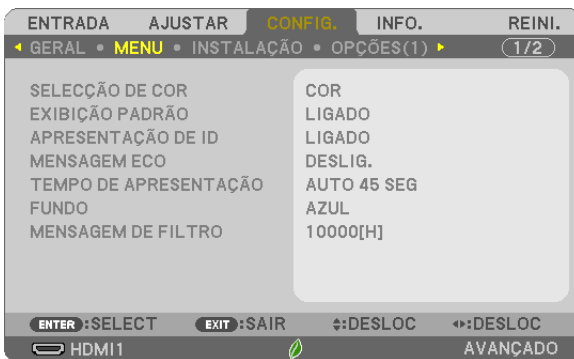 ENTRADA AJUSTAR CONFIG. INFO. REINI.
GERAL • MENU • INSTALAÇÃO • OPÇÕES(1) 1/2
SELECÇÃO DE COR COR
EXIBIÇÃO PADRÃO LIGADO
APRESENTAÇÃO DE ID LIGADO
MENSAGEM ECO DESLIG.
TEMPO DE APRESENTAÇÃO AUTO 45 SEG
FUNDO AZUL
MENSAGEM DE FILTRO 10000[H]
ENTER :SELECT EXIT :SAIR :DESLOC :DESLOC
HDMI1 AVANÇADO